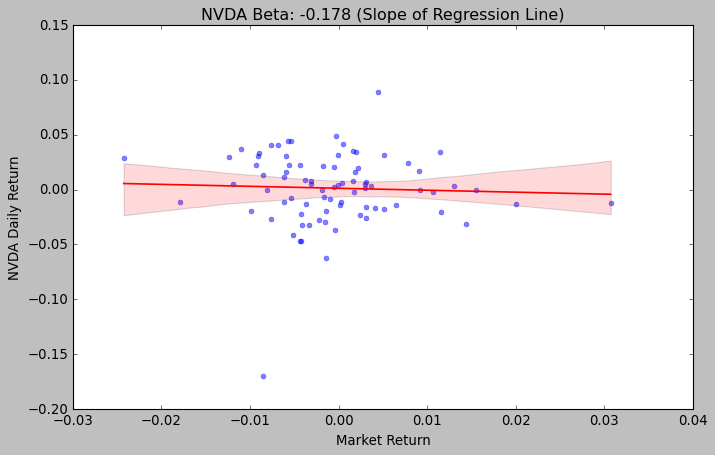 NVDA Beta: -0.178 (Slope of Regression Line)
0.15
0.10
0.05
0.00
−0.05
−0.10
−0.15
−0.20
NVDA Daily Return
−0.03 −0.02 −0.01 0.00 0.01 0.02 0.03 0.04
Market Return